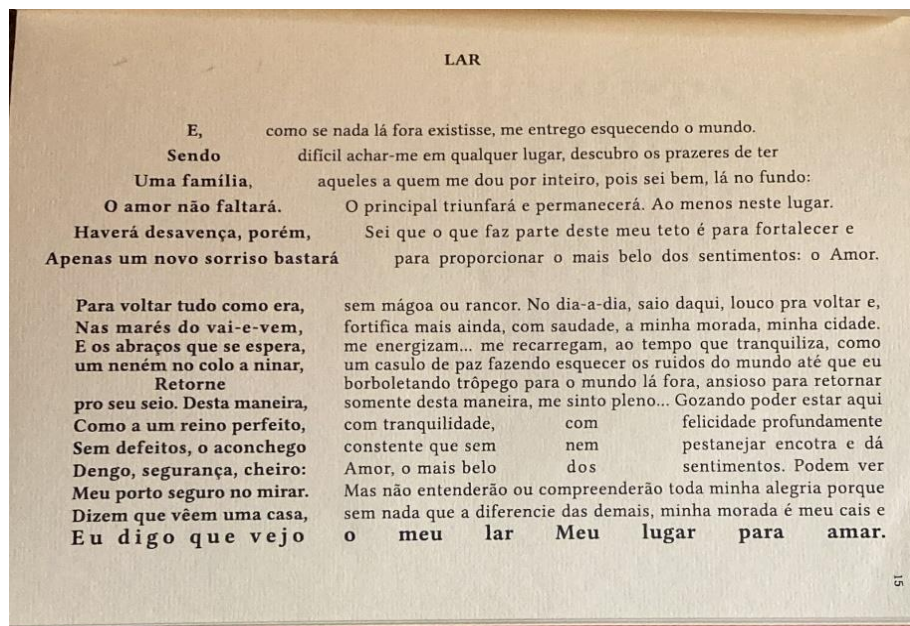 LAR
E, como se nada lá fora existisse, me entrego esquecendo o mundo.
Sendo difícil achar-me em qualquer lugar, descubro os prazeres de ter
Uma família, aqueles a quem me dou por inteiro, pois sei bem, lá no fundo:
O amor não faltará. O principal triunfará e permanecerá. Ao menos neste lugar.
Haverá desavença, porém, Sei que o que faz parte deste meu teto é para fortalecer e
Apenas um novo sorriso bastará para proporcionar o mais belo dos sentimentos: o Amor.
Para voltar tudo como era, sem mágoa ou rancor. No dia-a-dia, saio daqui, louco pra voltar e,
Nas marés do vai-e-vem, fortifica mais ainda, com saudade, a minha morada, minha cidade.
E os abraços que se espera, me energizam... me recarregam, ao tempo que tranquiliza, como
um neném no colo a ninar, um casulo de paz fazendo esquecer os ruidos do mundo até que eu
Retorne borboletando trôpego para o mundo lá fora, ansioso para retornar
pro seu seio. Desta maneira, somente desta maneira, me sinto pleno... Gozando poder estar aqui
Como a um reino perfeito, com tranquilidade, com felicidade profundamente
Sem defeitos, o aconchego constente que sem nem pestanejar encotra e dá
Dengo, segurança, cheiro: Amor, o mais belo dos sentimentos. Podem ver
Meu porto seguro no mirar. Mas não entenderão ou compreenderão toda minha alegria porque
Dizem que vêem uma casa, sem nada que a diferencie das demais, minha morada é meu cais e
Eu digo que vejo o meu lar Meu lugar para amar.
15